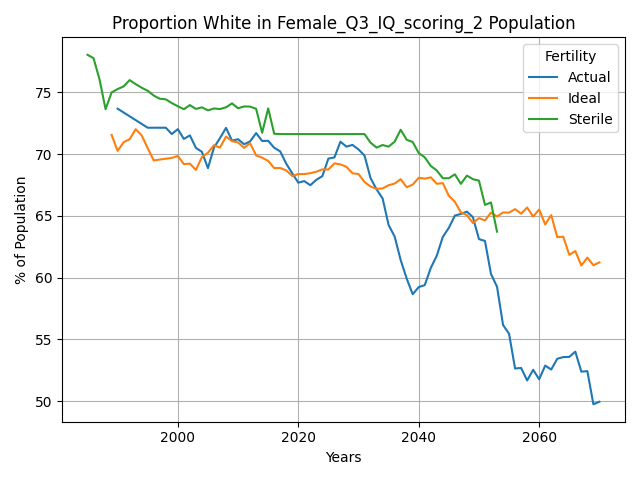 Proportion White in Female_Q3_IQ_scoring_2 Population
Fertility
Actual
Ideal
Sterile
% of Population
75
70
65
60
55
50
2000
2020
2040
2060
Years